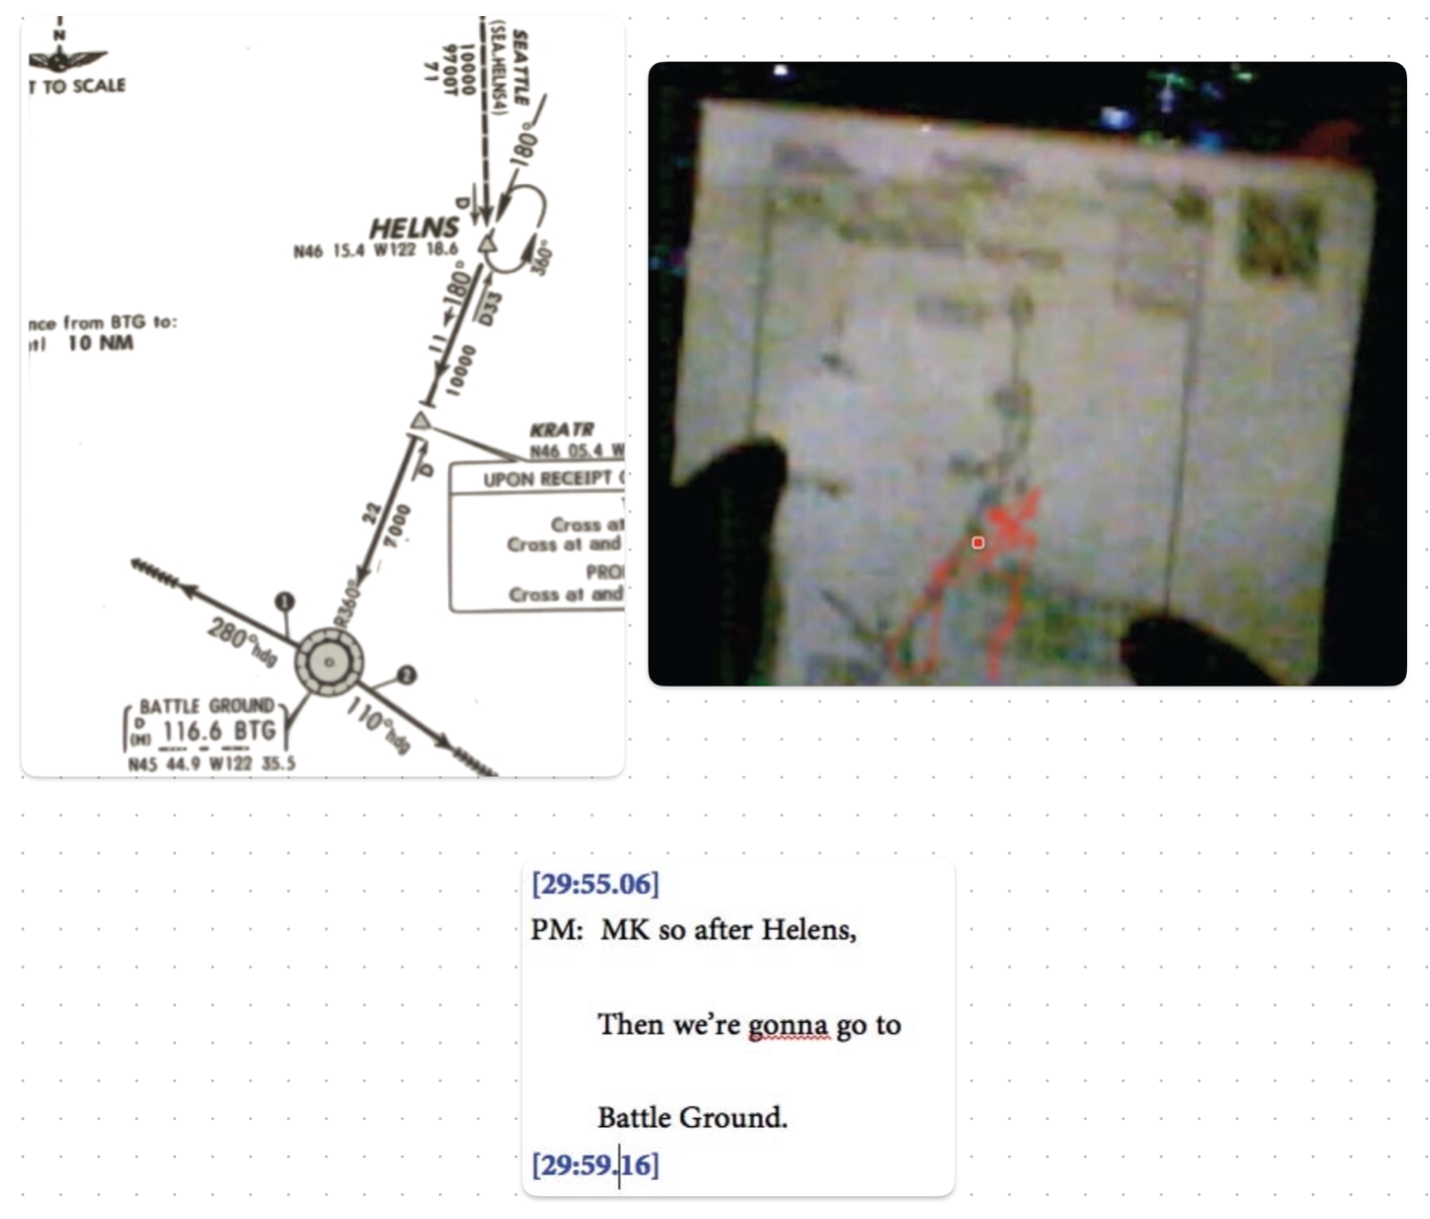 N
T TO SCALE
SEATTLE
(SEA.HELNS4)
10000
9700T
71
180°
D
HELNS
N46 15.4 W122 18.6
360°
180°
D33
11
10000
nce from BTG to:
10 NM
KRATR
N46 05.4 W
D
UPON RECEIPT
Cross at
Cross at and
PRO
Cross at and
22
7000
R360°
1
280°hdg
2
110°hdg
BATTLE GROUND
D
(H) 116.6 BTG
N45 44.9 W122 35.5
[29:55.06]
PM: MK so after Helens,
Then we’re gonna go to
Battle Ground.
[29:59.16]